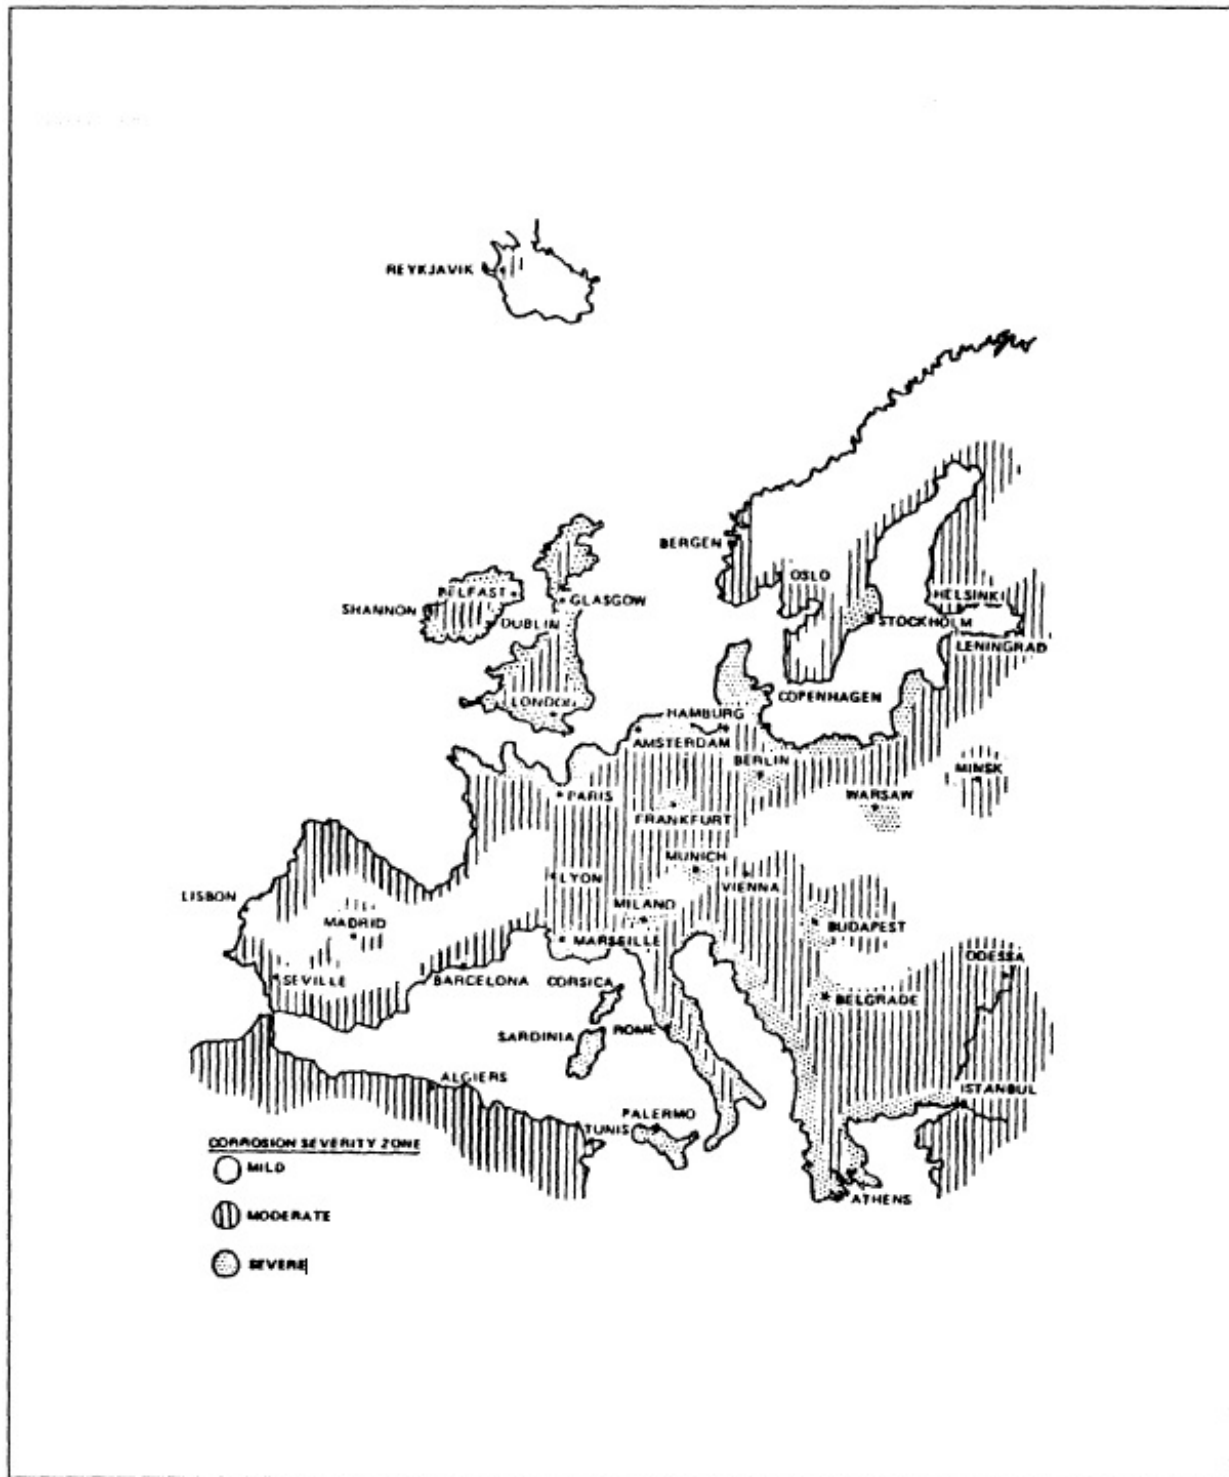 REYKJAVIK
BERGEN
OSLO
BELFAST
GLASGOW
HELSINKI
SHANNON
DUBLIN
STOCKHOLM
LENINGRAD
COPENHAGEN
LONDON
HAMBURG
AMSTERDAM
BERLIN
MINSK
PARIS
WARSAW
FRANKFURT
MUNICH
LYON
VIENNA
LISBON
MILAND
MADRID
BUDAPEST
MARSEILLE
ODESSA
SEVILLE
BARCELONA
CORSICA
BELGRADE
SARDINIA
ROME
ALGIERS
ISTANBUL
PALERMO
TUNIS
CORROSION SEVERITY ZONE
MILD
ATHENS
MODERATE
SEVERE